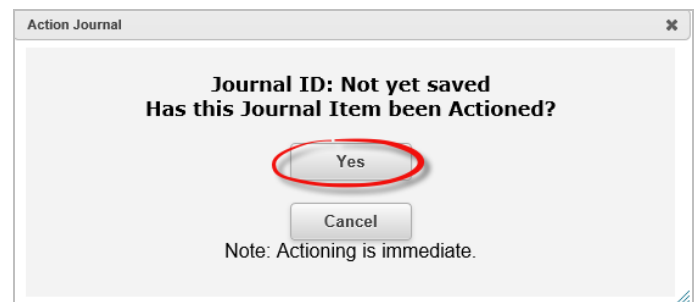 Action Journal
Journal ID: Not yet saved
Has this Journal Item been Actioned?
Yes
Cancel
Note: Actioning is immediate.